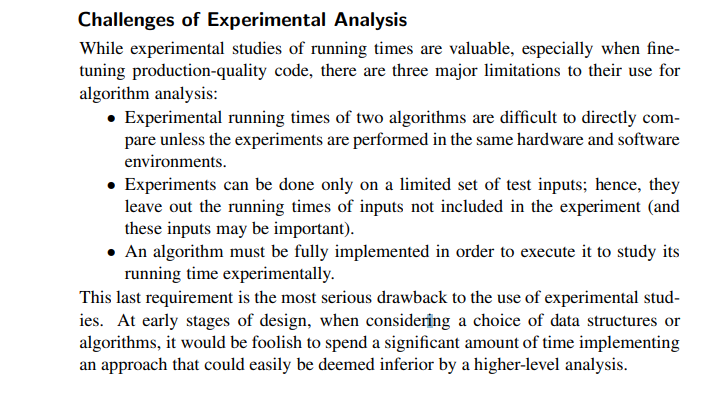 Challenges of Experimental Analysis
While experimental studies of running times are valuable, especially when fine-
tuning production-quality code, there are three major limitations to their use for
algorithm analysis:
• Experimental running times of two algorithms are difficult to directly com-
pare unless the experiments are performed in the same hardware and software
environments.
• Experiments can be done only on a limited set of test inputs; hence, they
leave out the running times of inputs not included in the experiment (and
these inputs may be important).
• An algorithm must be fully implemented in order to execute it to study its
running time experimentally.
This last requirement is the most serious drawback to the use of experimental stud-
ies. At early stages of design, when considering a choice of data structures or
algorithms, it would be foolish to spend a significant amount of time implementing
an approach that could easily be deemed inferior by a higher-level analysis.